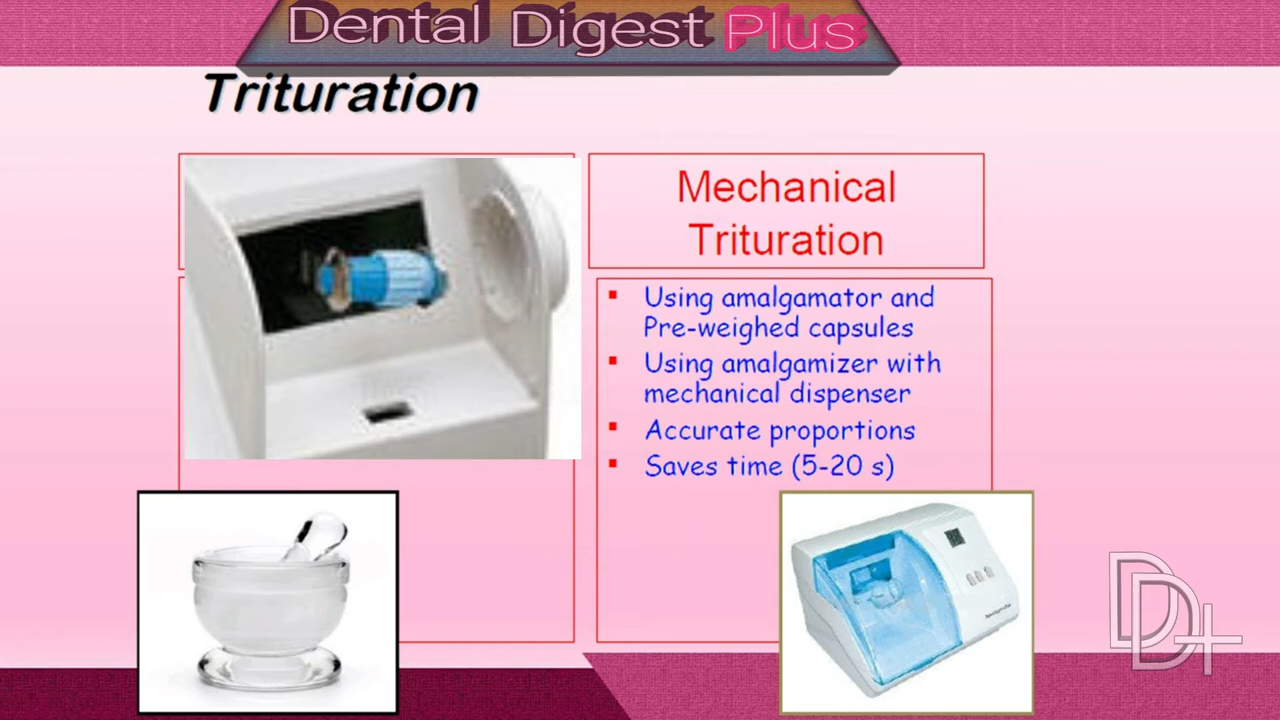 Dental Digest Plus
Trituration
Mechanical
Trituration
Using amalgamator and
Pre-weighed capsules
Using amalgamizer with
mechanical dispenser
Accurate proportions
Saves time (5-20 s)
DD+